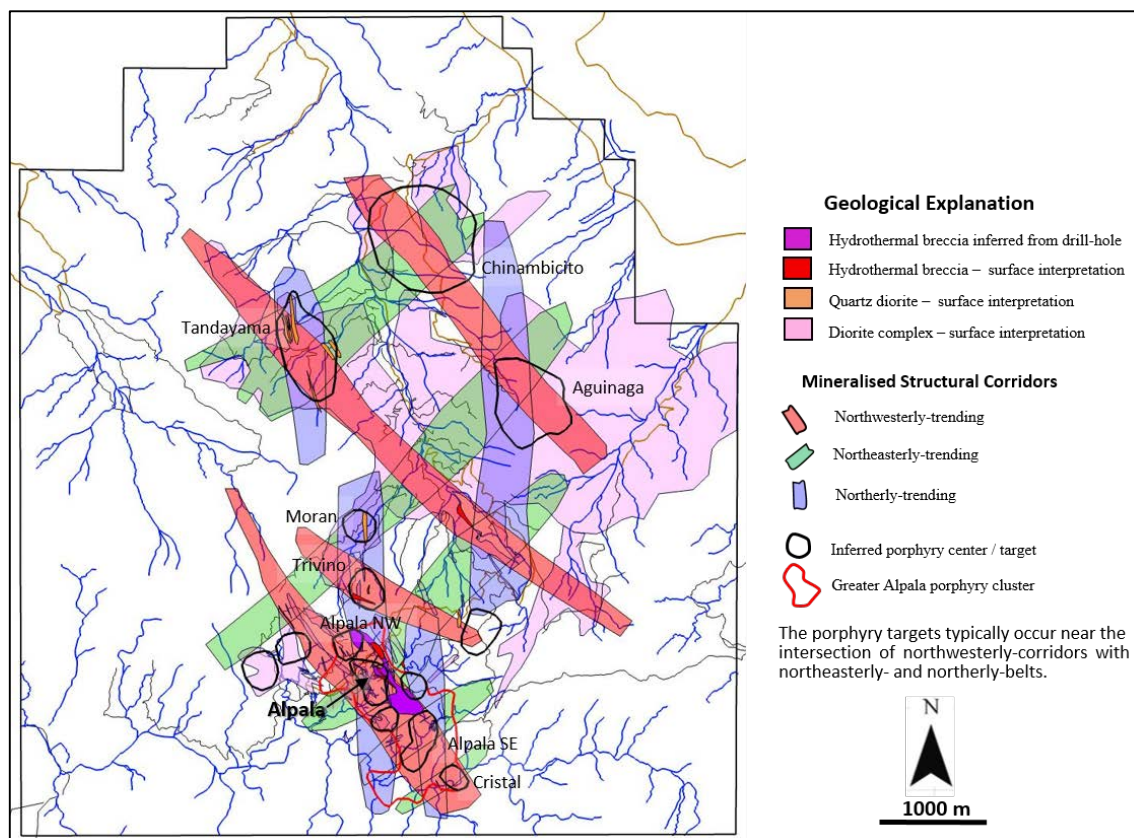 Chinambicito
Tandayama
Aguinaga
Moran
Trivino
Alpala NW
Alpala
Alpala SE
Cristal
Geological Explanation
Hydrothermal breccia inferred from drill-hole
Hydrothermal breccia – surface interpretation
Quartz diorite – surface interpretation
Diorite complex – surface interpretation
Mineralised Structural Corridors
Northwesterly-trending
Northeasterly-trending
Northerly-trending
Inferred porphyry center / target
Greater Alpala porphyry cluster
The porphyry targets typically occur near the
intersection of northwesterly-corridors with
northeasterly- and northerly-belts.
N
1000 m